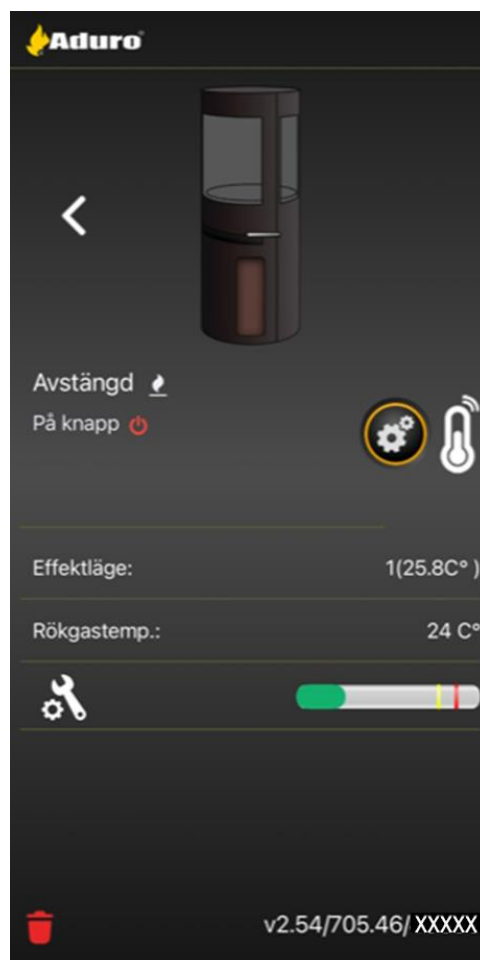 Aduro
Avstängd
På knapp
Effektläge: 1(25.8C° )
Rökgastemp.: 24 C°
v2.54/705.46/ XXXXX